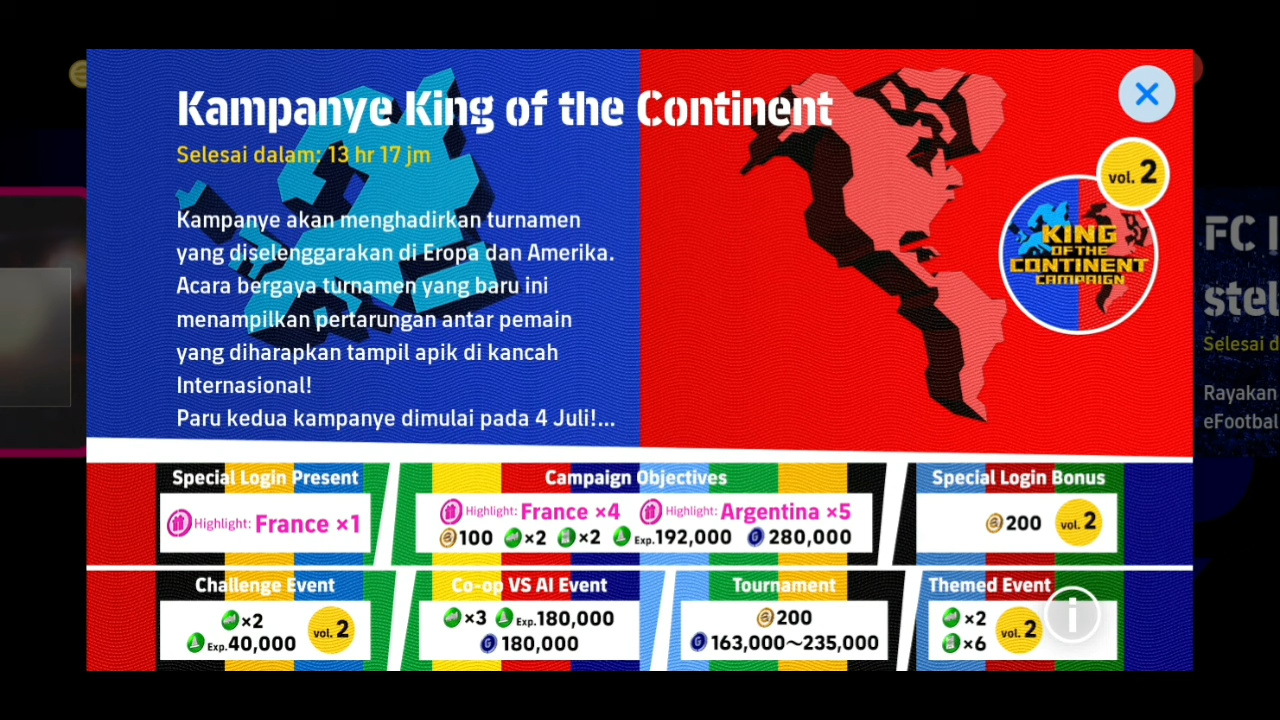 Kampanye King of the Continent
Selesai dalam: 13 hr 17 jm
Kampanye akan menghadirkan turnamen
yang diselenggarakan di Eropa dan Amerika.
Acara bergaya turnamen yang baru ini
menampilkan pertarungan antar pemain
yang diharapkan tampil apik di kancah
Internasional!
Paru kedua kampanye dimulai pada 4 Juli!...
vol. 2
KING
OF THE
CONTINENT
CAMPAIGN
FC
stel
Selesai d
Rayakan
eFootbal
Special Login Present
Highlight: France ×1
Campaign Objectives
Highlight: France ×4 Highlight: Argentina ×5
100 ×2 ×2 Exp.192,000 280,000
Special Login Bonus
200 vol. 2
Challenge Event
×2
Exp.40,000
vol. 2
Co-op VS AI Event
×3 Exp.180,000
180,000
Tournament
200
163,000~235,000
Themed Event
×2
×6
vol. 2